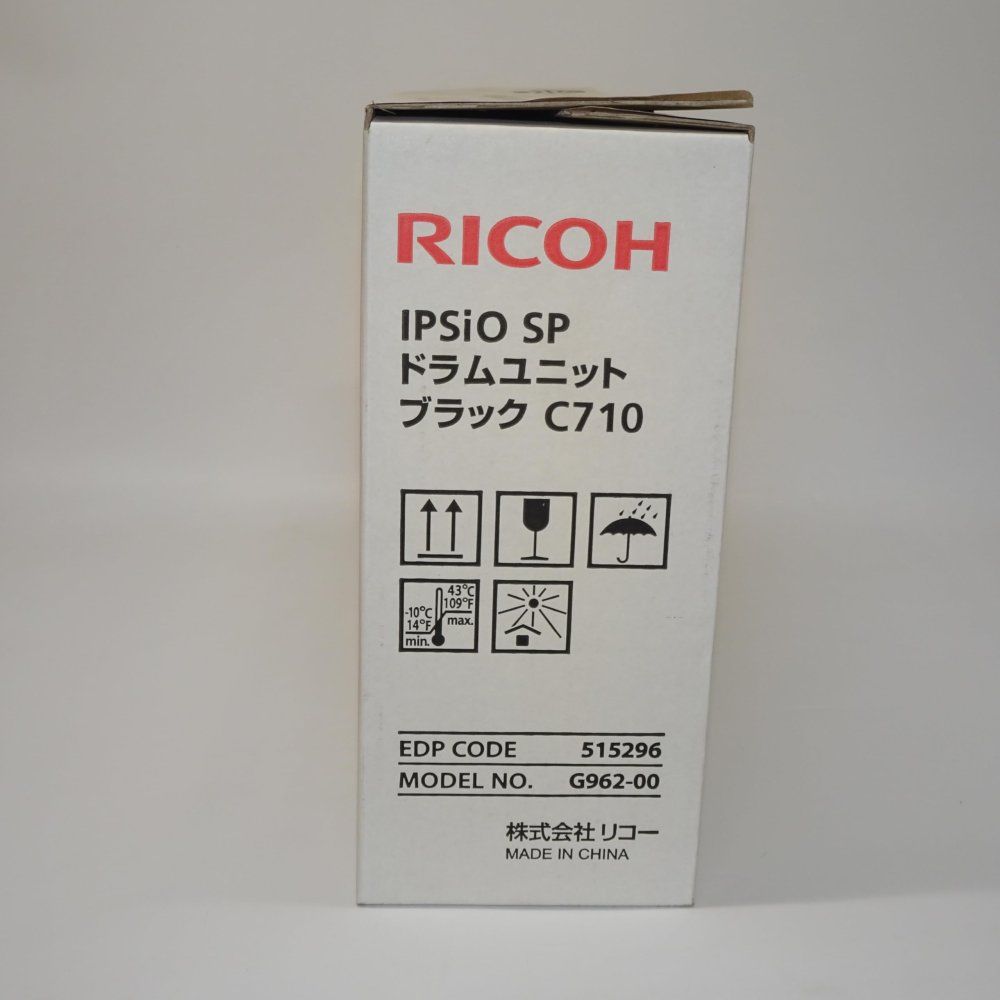 RICOH
IPSiO SP
ドラムユニット
ブラック C710
43°C
109°F
max.
-10°C
14°F
min.
EDP CODE 515296
MODEL NO. G962-00
株式会社 リコー
MADE IN CHINA